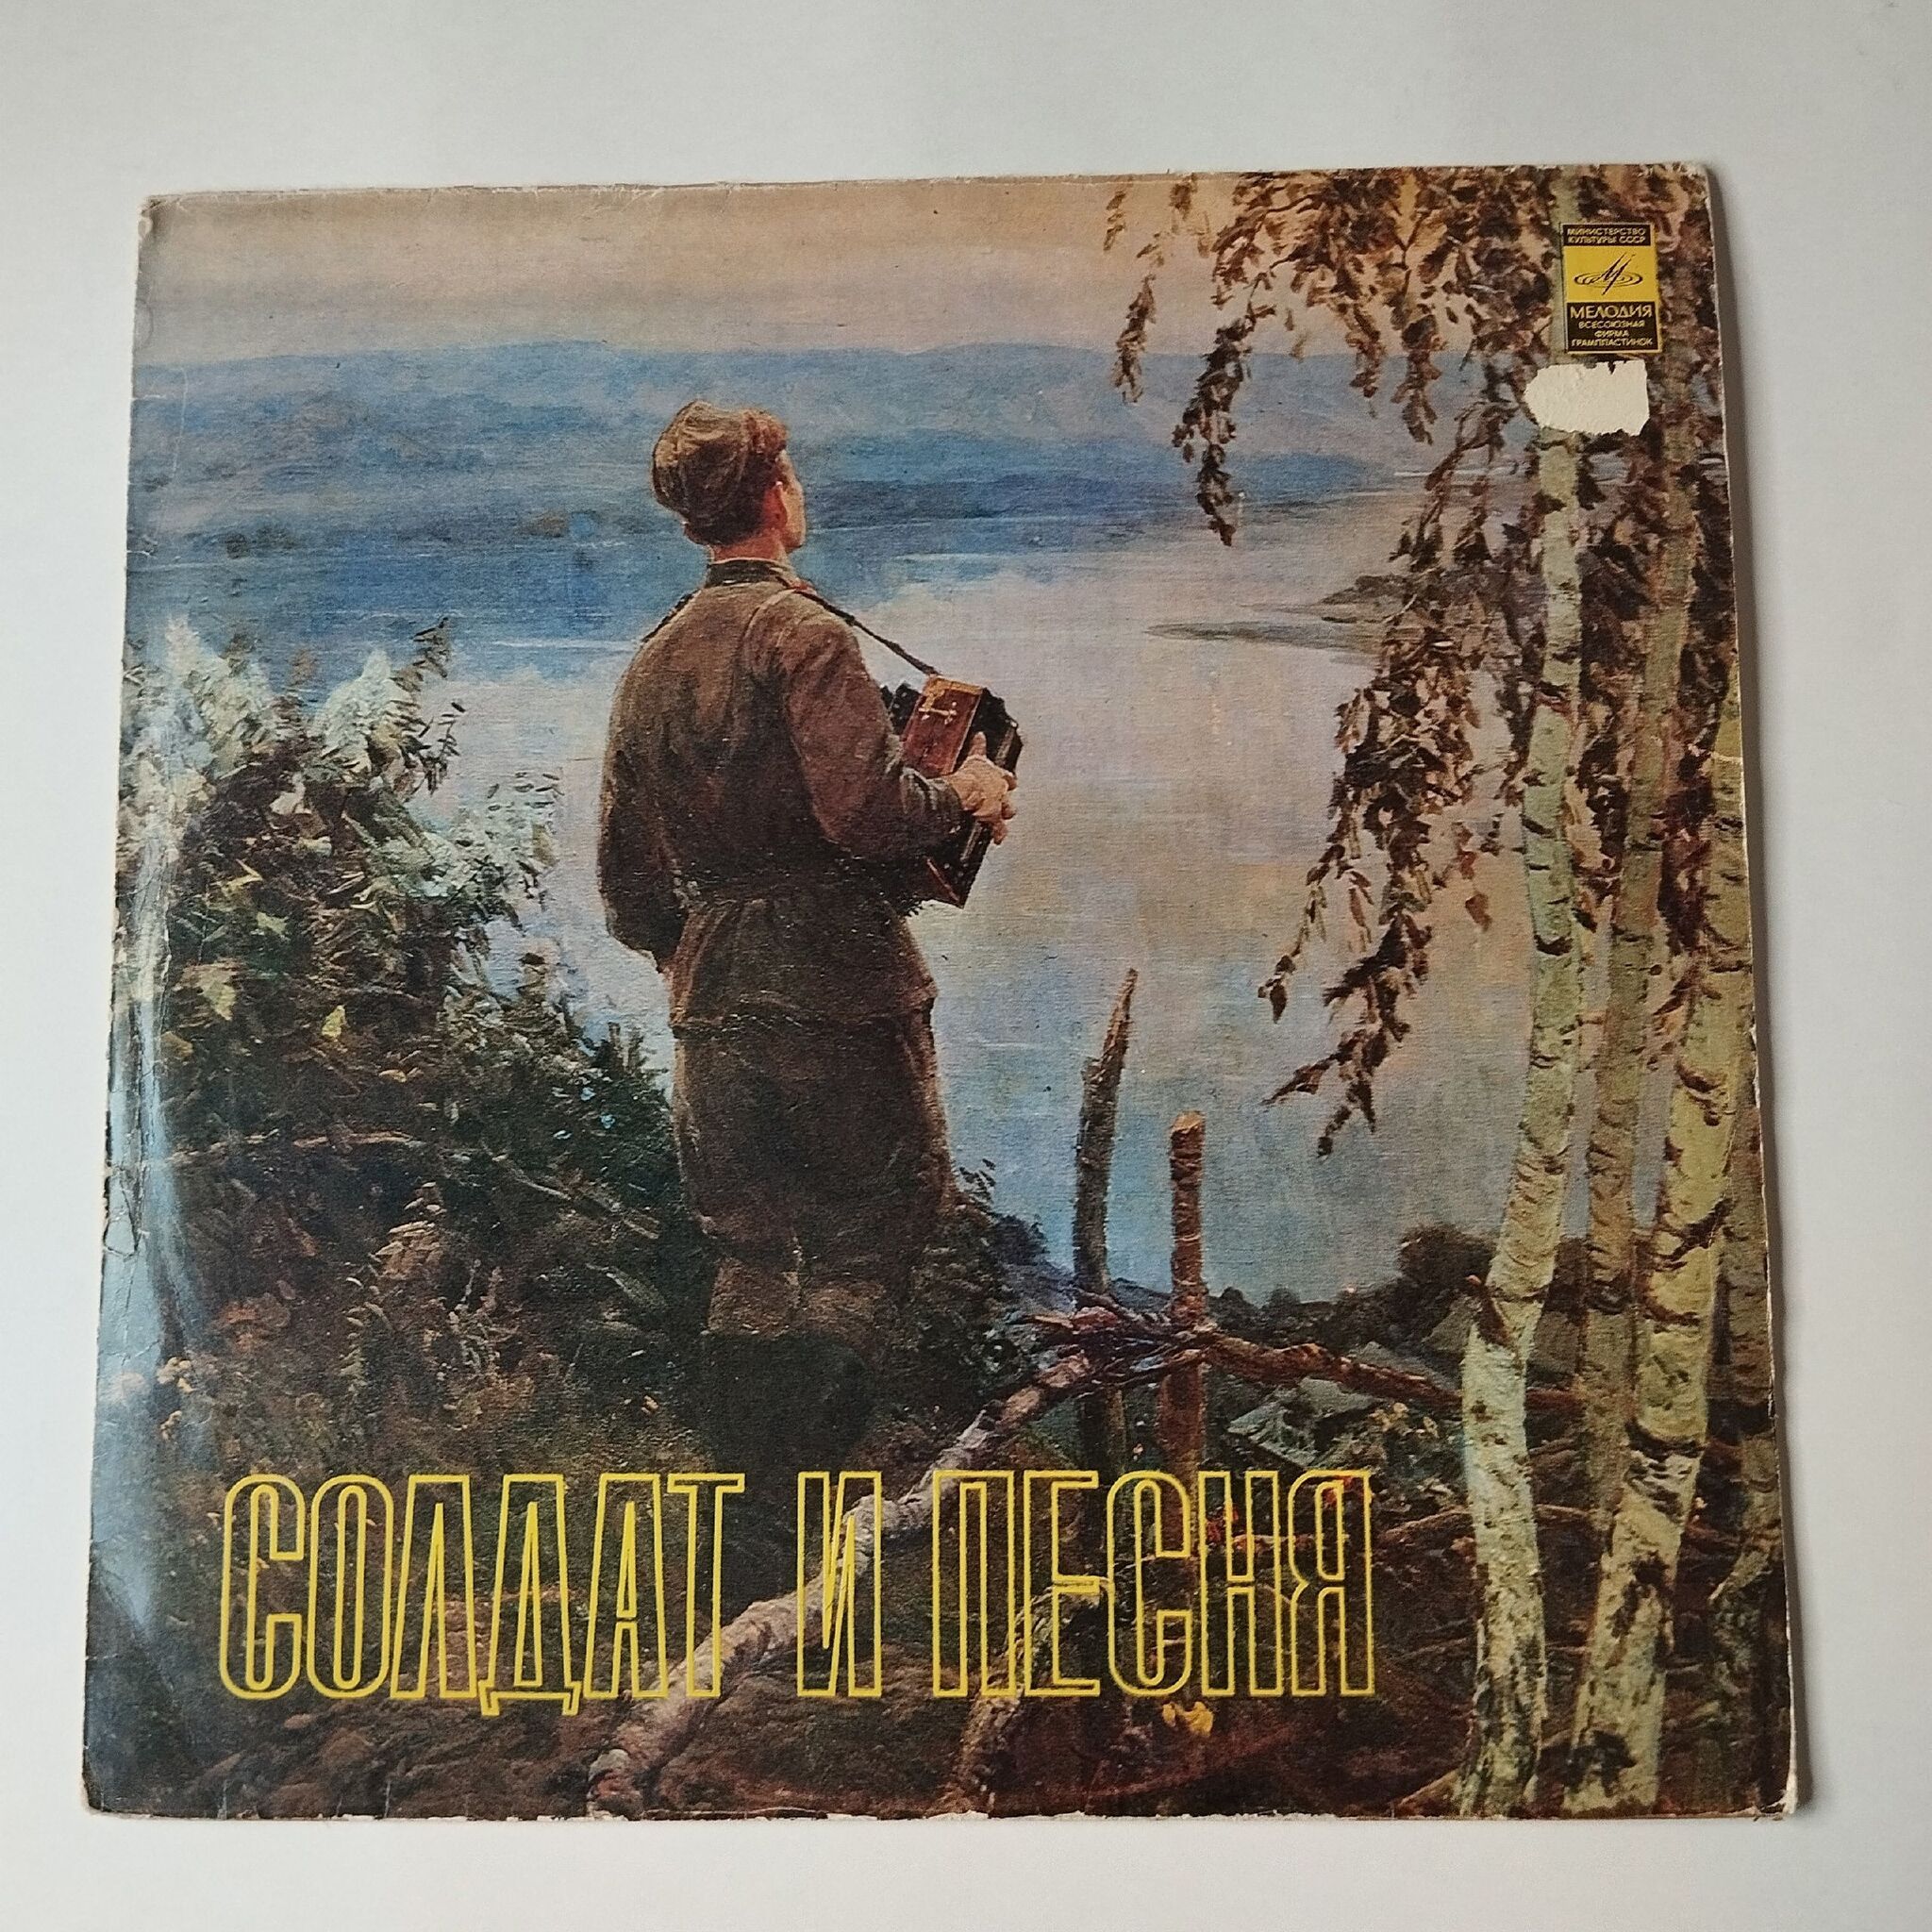 МИНИСТЕРСТВО
КУЛЬТУРЫ СССР
МЕЛОДИЯ
ВСЕСОЮЗНАЯ
ФИРМА
ГРАМПЛАСТИНОК
СОЛДАТ И ПЕСНЯ